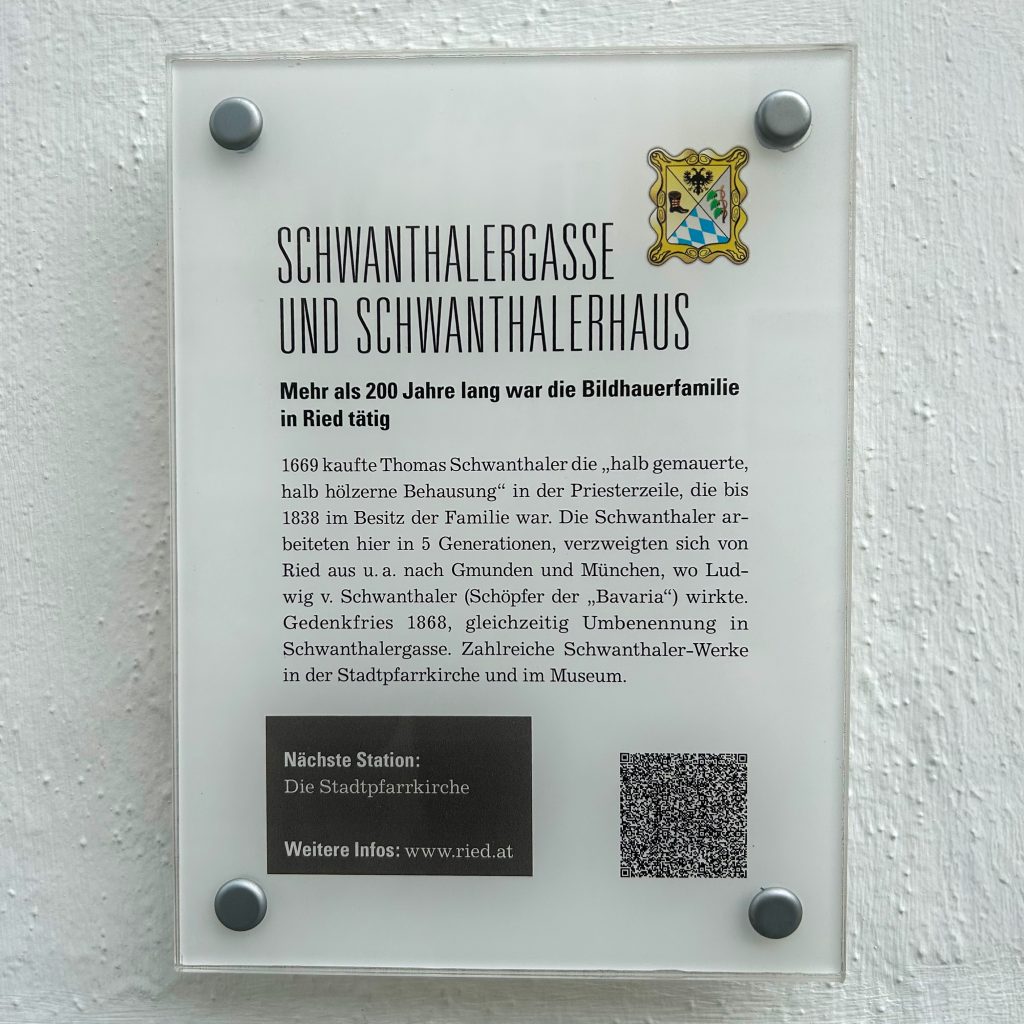 SCHWANTHALERGASSE
UND SCHWANTHALERHAUS
Mehr als 200 Jahre lang war die Bildhauerfamilie
in Ried tätig
1669 kaufte Thomas Schwanthaler die „halb gemauerte,
halb hölzerne Behausung“ in der Priesterzeile, die bis
1838 im Besitz der Familie war. Die Schwanthaler ar-
beiteten hier in 5 Generationen, verzweigten sich von
Ried aus u. a. nach Gmunden und München, wo Lud-
wig v. Schwanthaler (Schöpfer der „Bavaria“) wirkte.
Gedenkfries 1868, gleichzeitig Umbenennung in
Schwanthalergasse. Zahlreiche Schwanthaler-Werke
in der Stadtpfarrkirche und im Museum.
Nächste Station:
Die Stadtpfarrkirche
Weitere Infos: www.ried.at